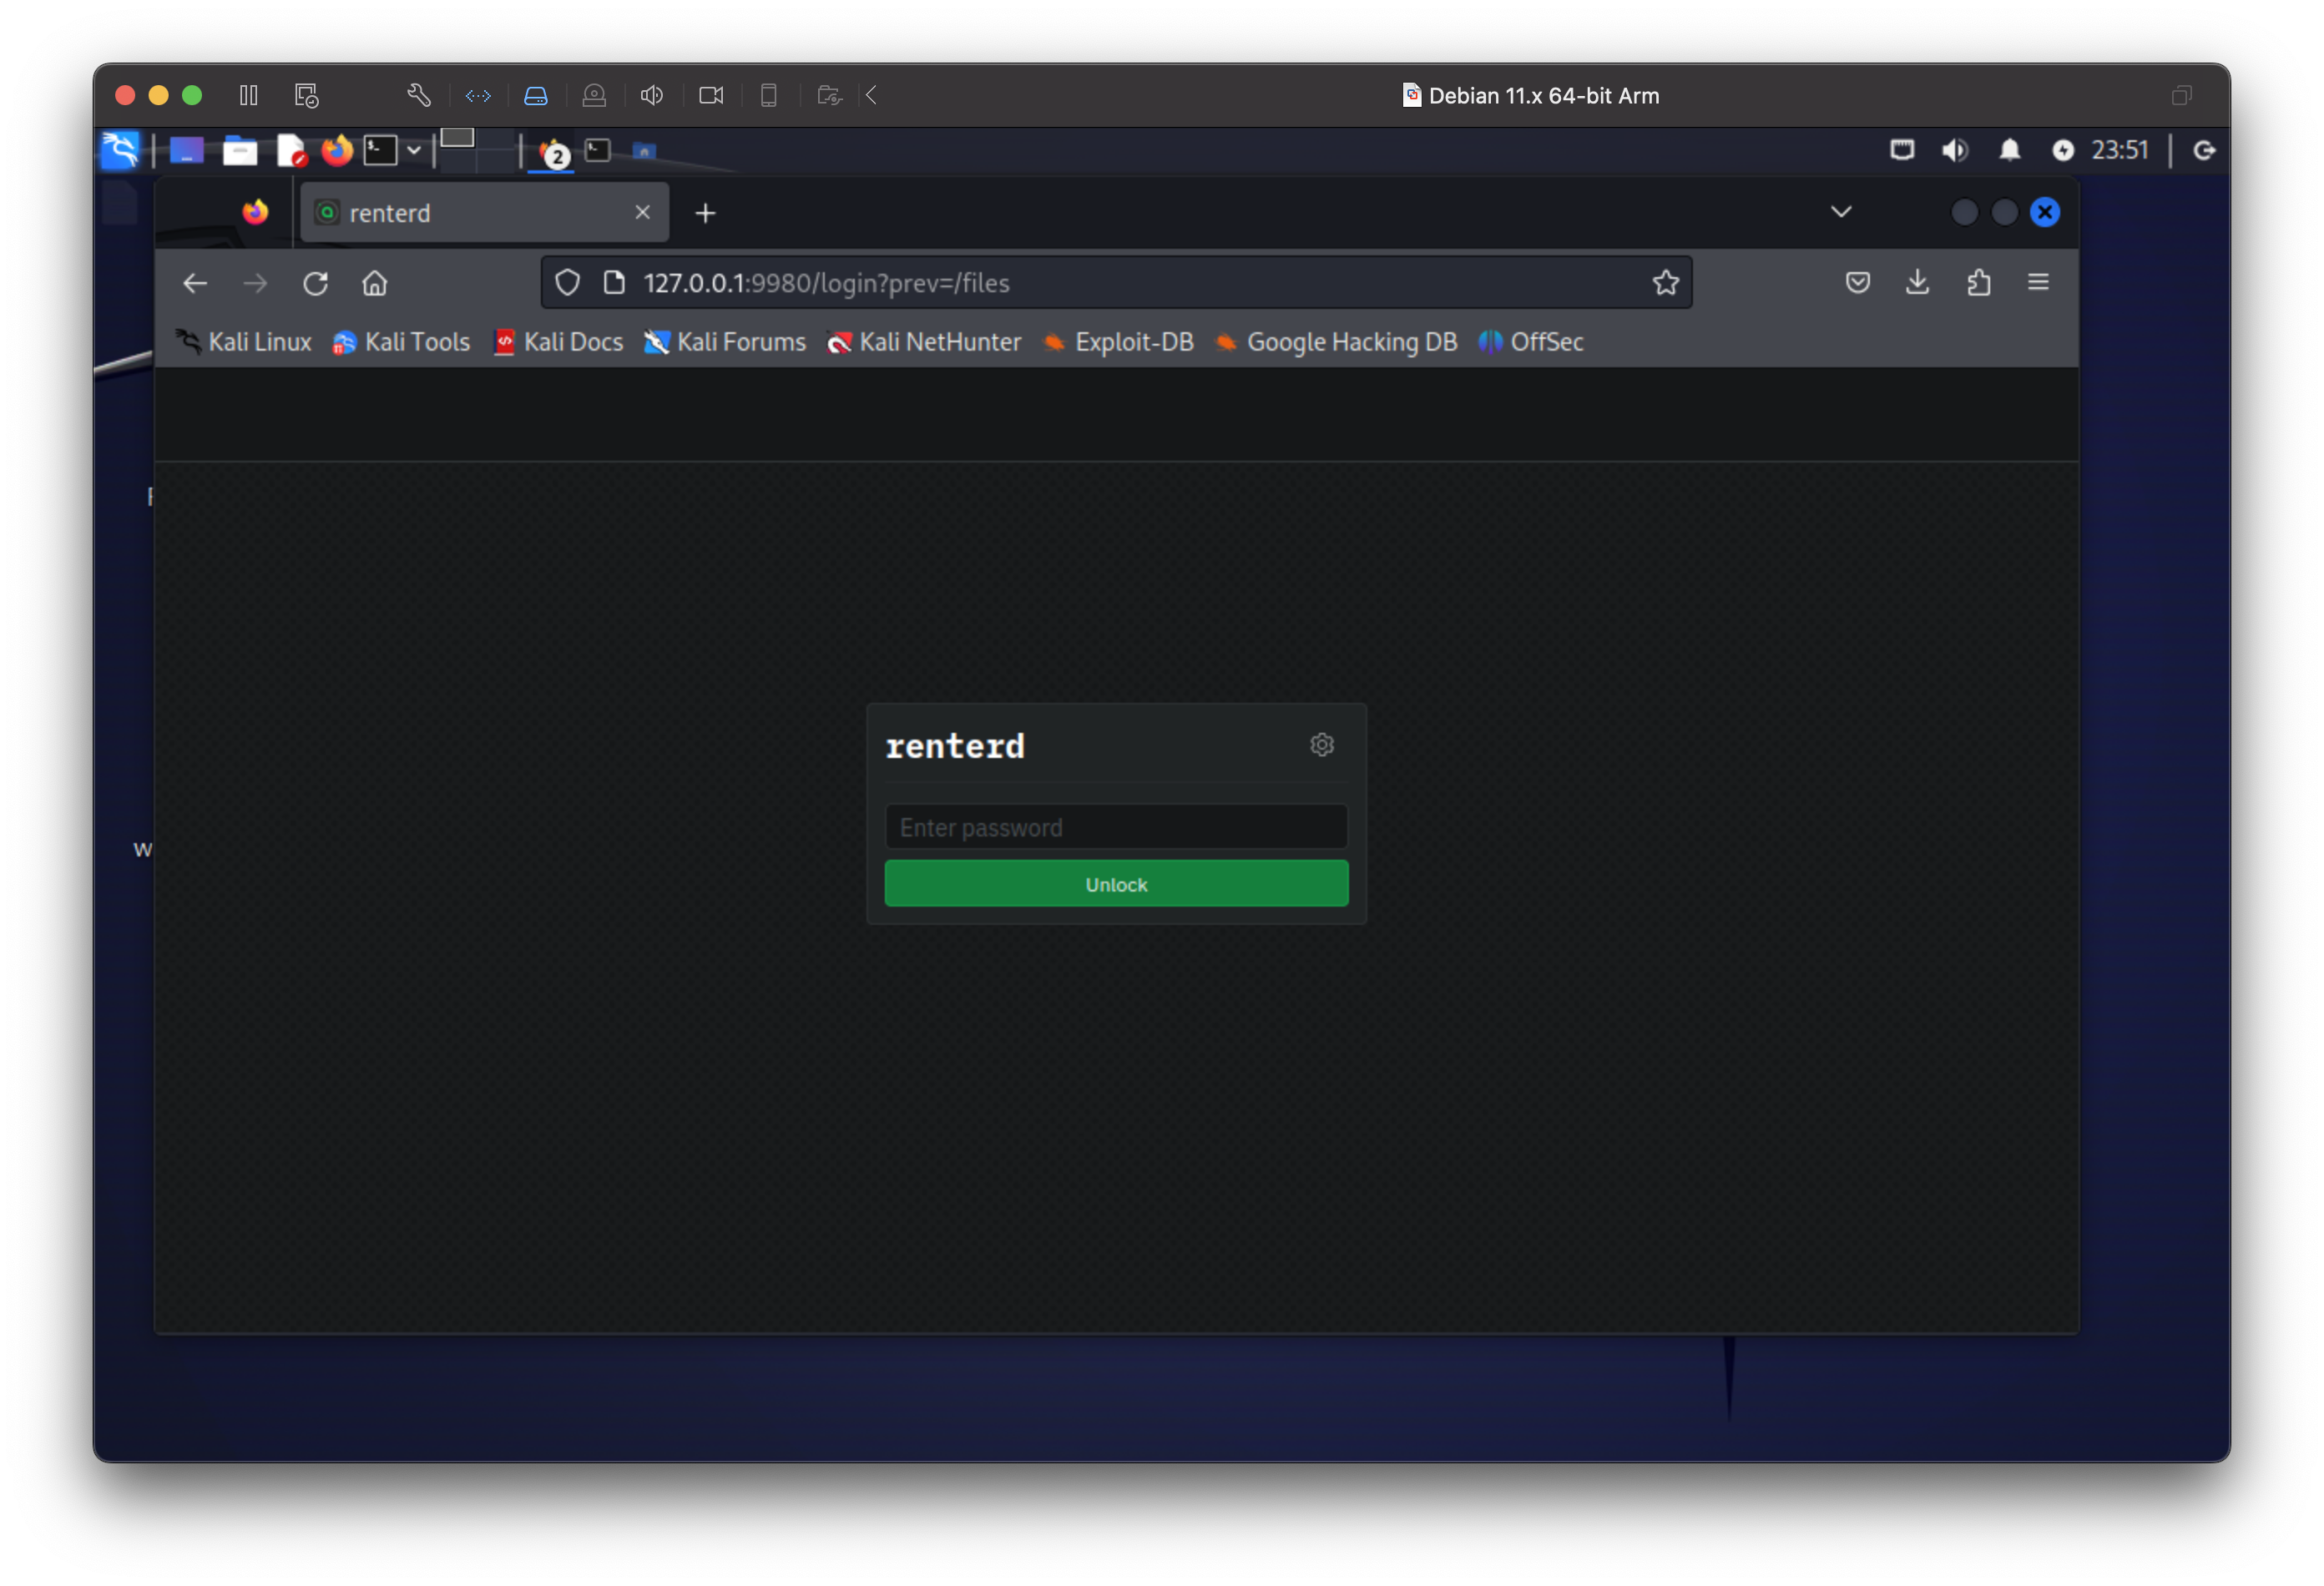 Debian 11.x 64-bit Arm
2
23:51
renterd
127.0.0.1:9980/login?prev=/files
Kali Linux Kali Tools Kali Docs Kali Forums Kali NetHunter Exploit-DB Google Hacking DB OffSec
renterd
Enter password
Unlock
W